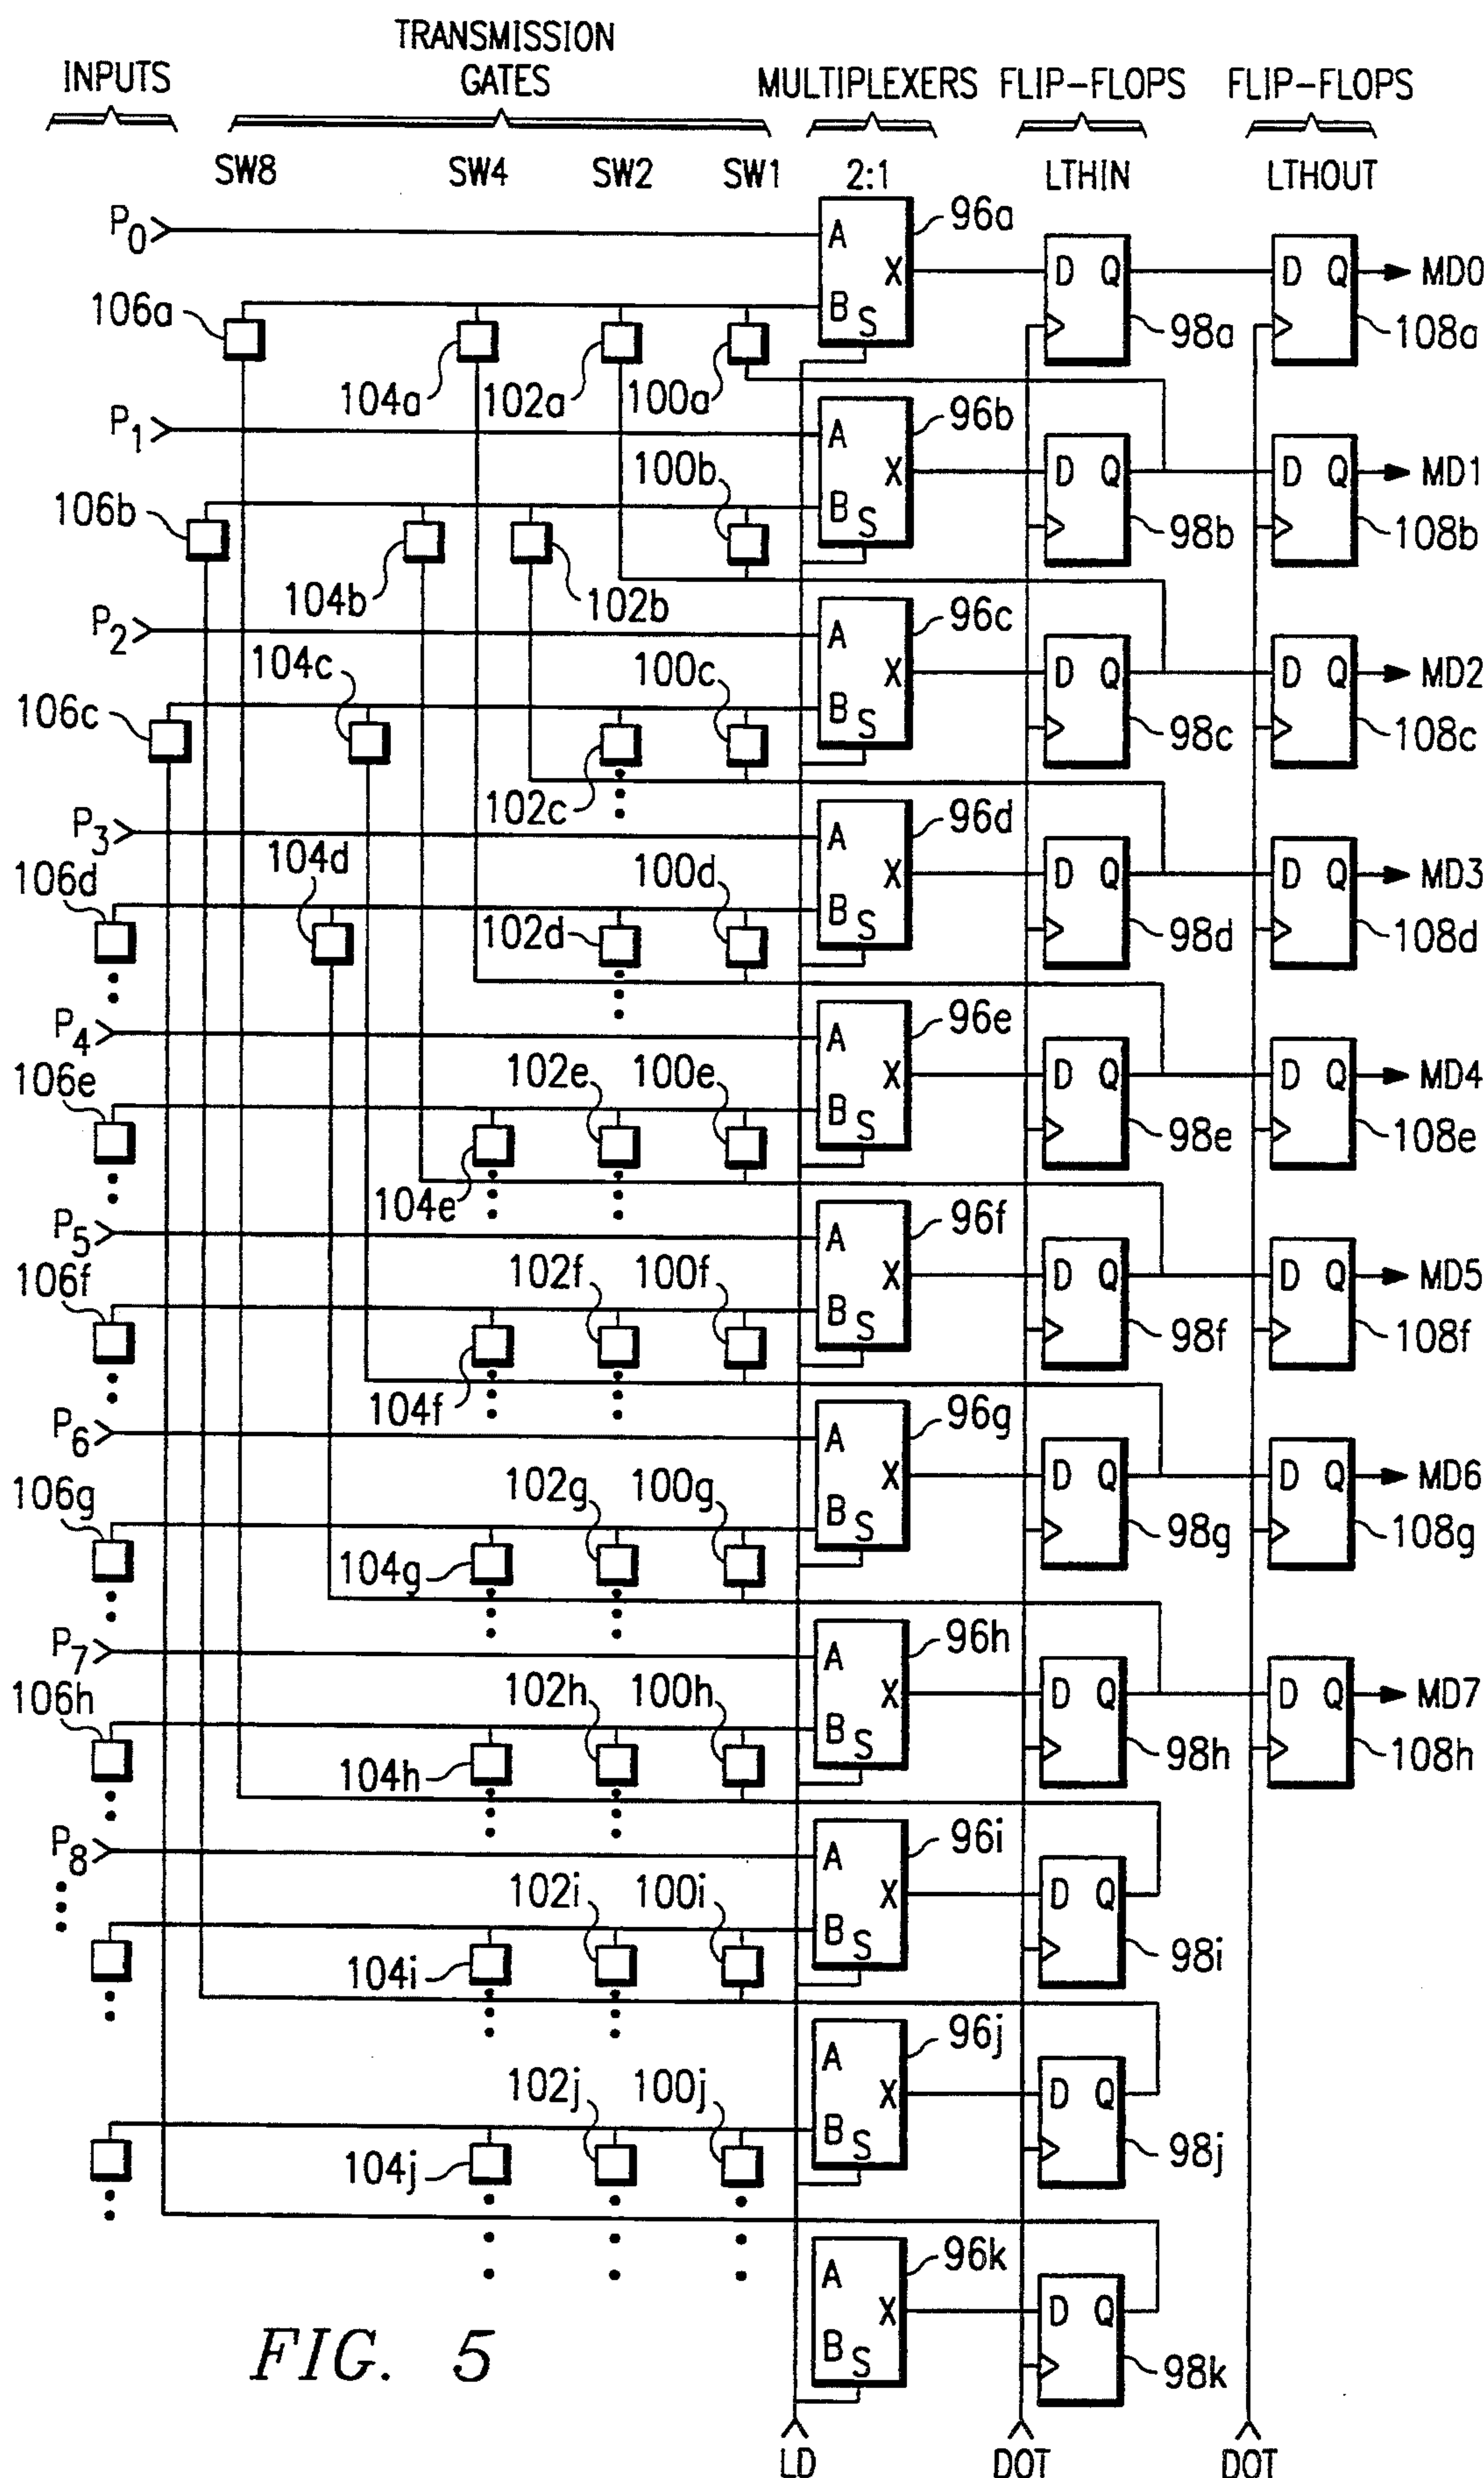 TRANSMISSION
INPUTS GATES MULTIPLEXERS FLIP-FLOPS FLIP-FLOPS
SW8 SW4 SW2 SW1 2:1 LTHIN LTHOUT
P0 A X B S 96a D Q 98a D Q 108a MD0
106a 104a 102a 100a
P1 A X B S 96b D Q 98b D Q 108b MD1
106b 104b 102b 100b
P2 A X B S 96c D Q 98c D Q 108c MD2
106c 104c 102c 100c
P3 A X B S 96d D Q 98d D Q 108d MD3
106d 104d 102d 100d
P4 A X B S 96e D Q 98e D Q 108e MD4
106e 104e 102e 100e
P5 A X B S 96f D Q 98f D Q 108f MD5
106f 104f 102f 100f
P6 A X B S 96g D Q 98g D Q 108g MD6
106g 104g 102g 100g
P7 A X B S 96h D Q 98h D Q 108h MD7
106h 104h 102h 100h
P8 A X B S 96i D Q 98i
104i 102i 100i
A X B S 96j D Q 98j
104j 102j 100j
A X B S 96k D Q 98k
FIG. 5
LD DOT DOT